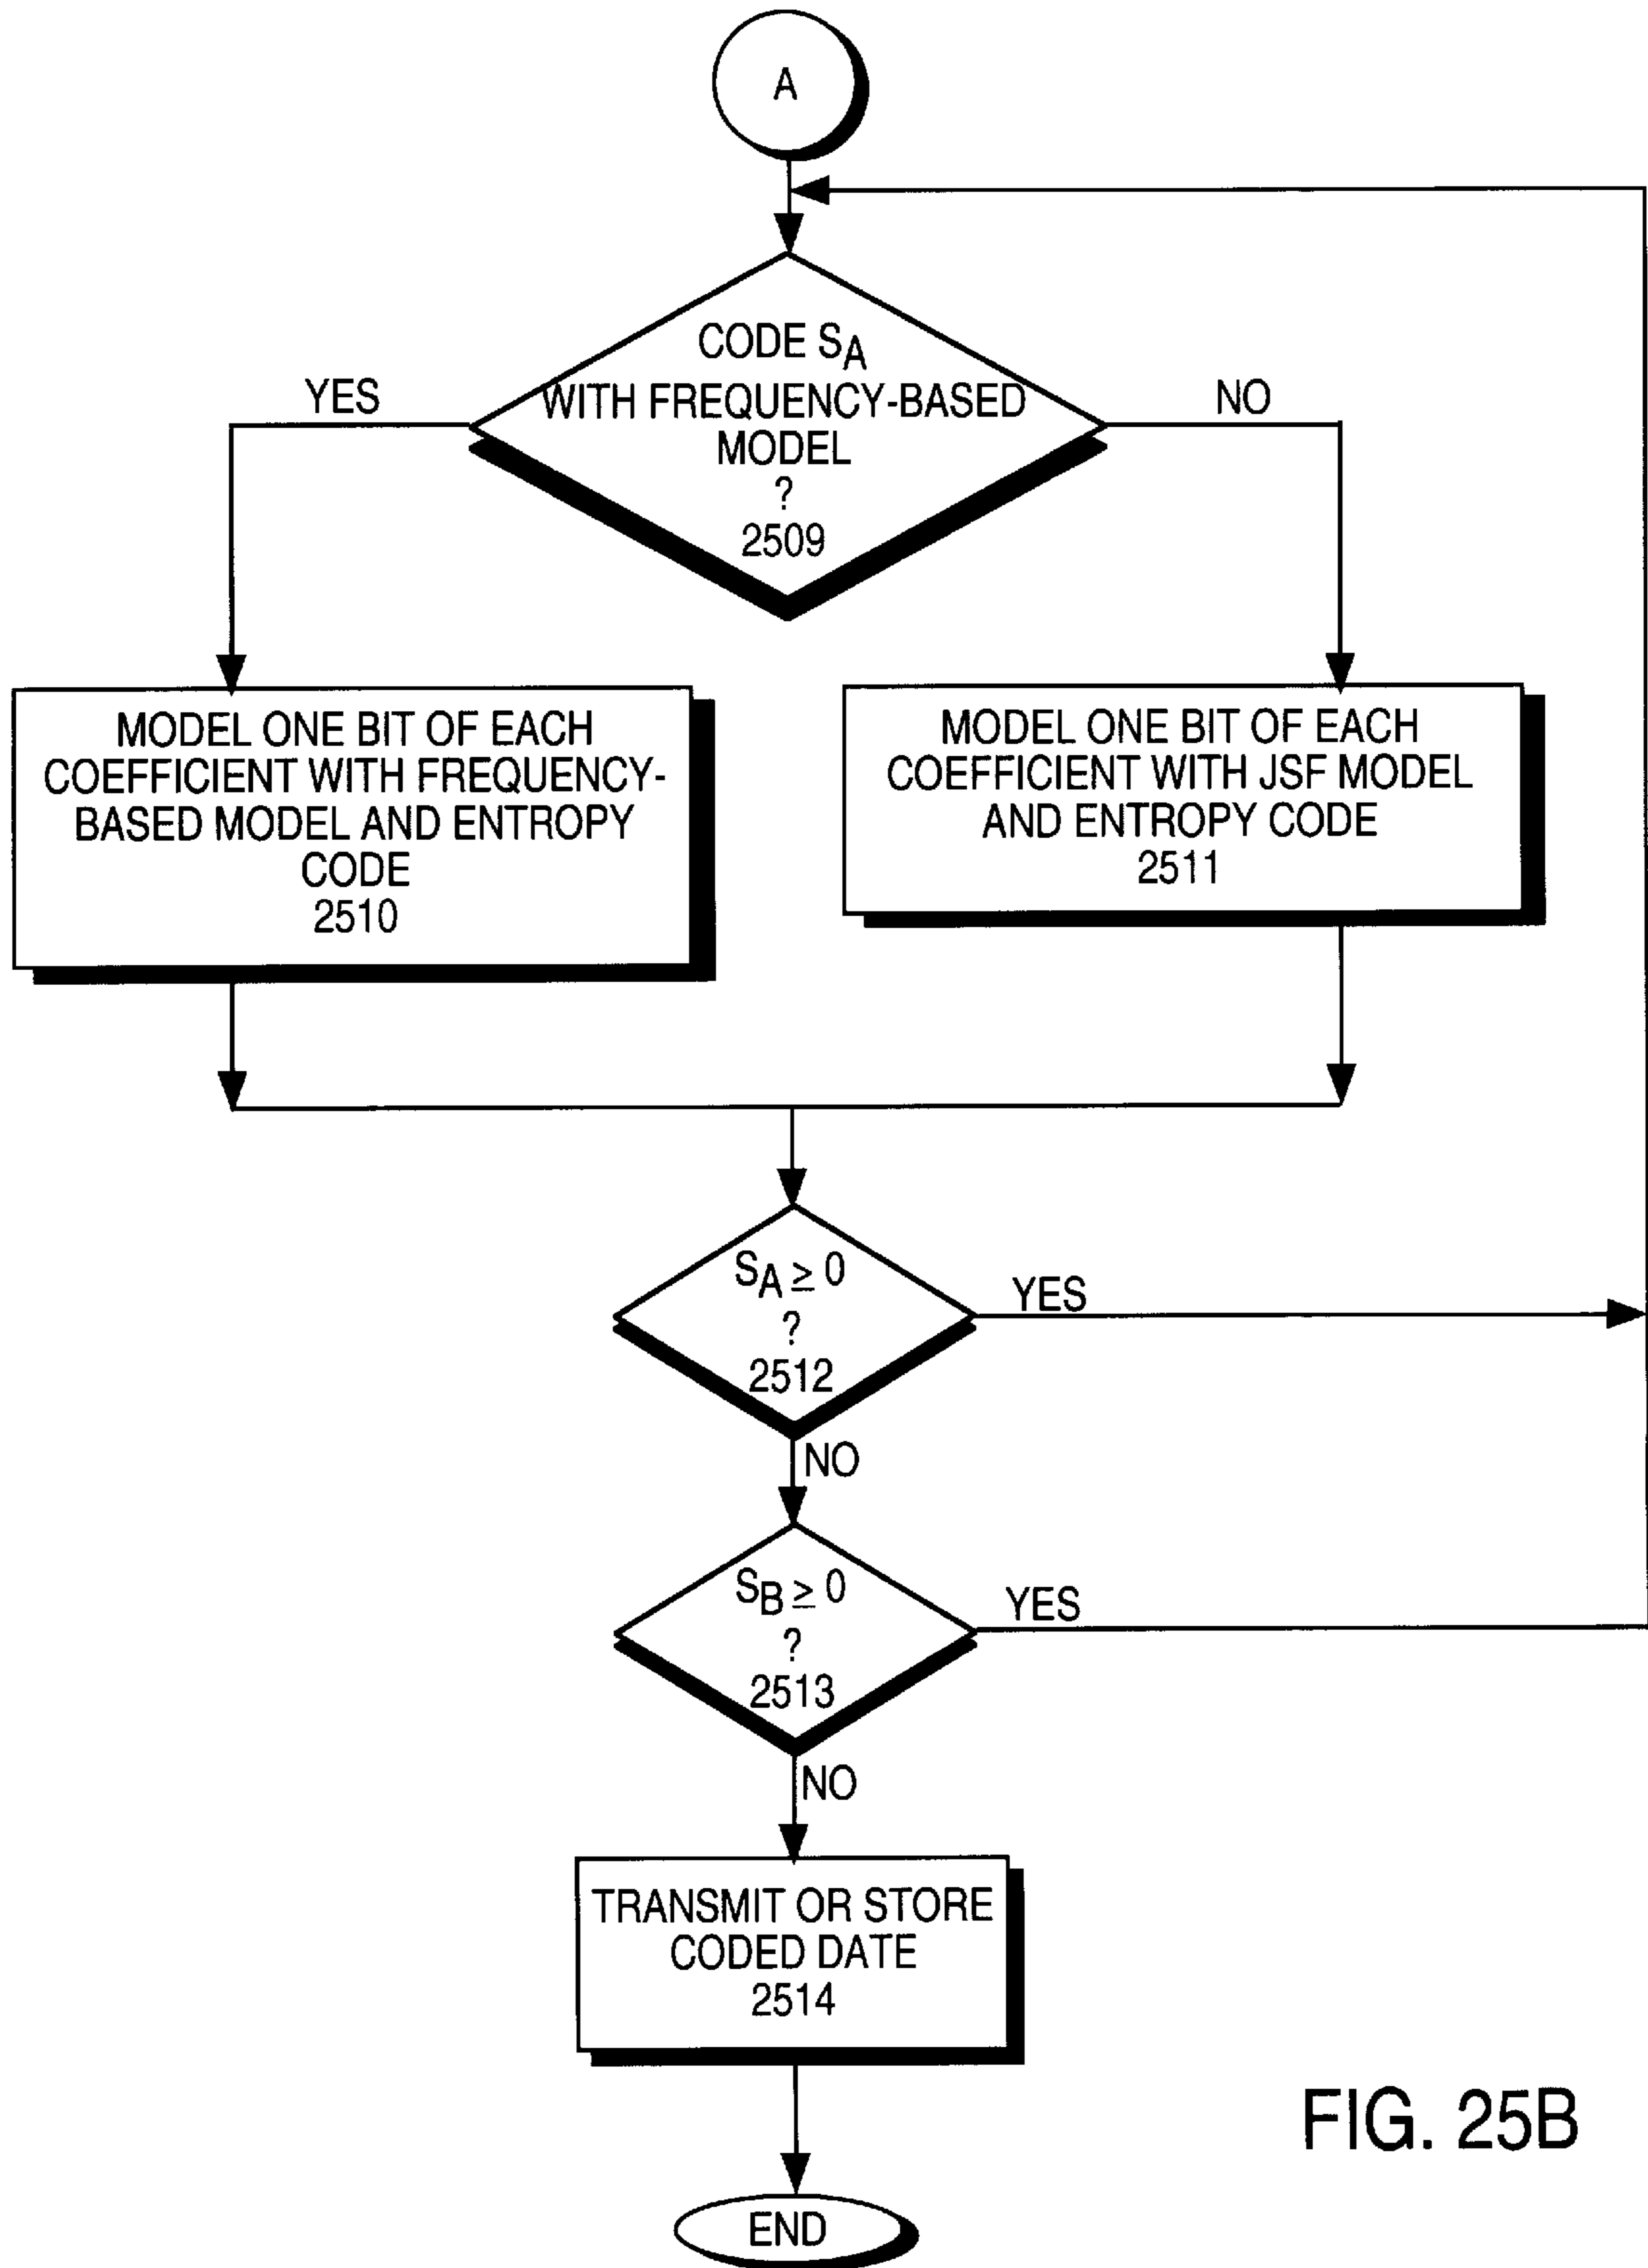 A
CODE SA
WITH FREQUENCY-BASED
MODEL
?
2509
YES
NO
MODEL ONE BIT OF EACH
COEFFICIENT WITH FREQUENCY-
BASED MODEL AND ENTROPY
CODE
2510
MODEL ONE BIT OF EACH
COEFFICIENT WITH JSF MODEL
AND ENTROPY CODE
2511
SA ≥ 0
?
2512
YES
NO
SB ≥ 0
?
2513
YES
NO
TRANSMIT OR STORE
CODED DATE
2514
END
FIG. 25B